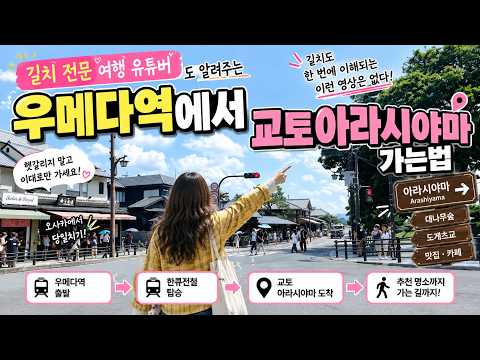 길치 전문 여행 유튜버 도 알려주는
우메다역에서
길치도
한 번에 이해되는
이런 영상은 없다!
교토 아라시야마
가는법
헷갈리지 말고
이대로만 가세요!
오사카에서
당일치기!
아라시야마
Arashiyama
대나무숲
도게츠교
맛집 · 카페
우메다역
출발
한큐전철
탑승
교토
아라시야마 도착
추천 명소까지
가는 길까지!